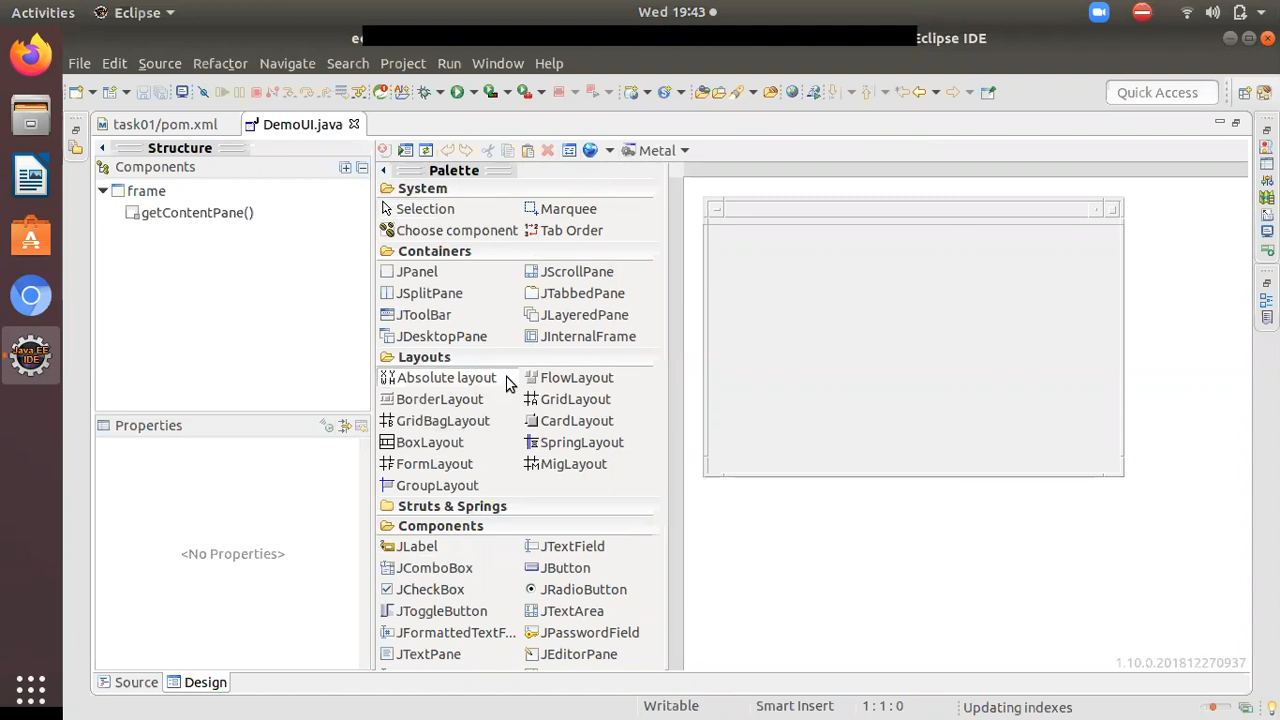 Activities
Eclipse
Wed 19:43
Eclipse IDE
File Edit Source Refactor Navigate Search Project Run Window Help
Quick Access
task01/pom.xml
DemoUI.java
Structure
Components
frame
getContentPane()
Properties
<No Properties>
Metal
Palette
System
Selection Marquee
Choose component Tab Order
Containers
JPanel JScrollPane
JSplitPane JTabbedPane
JToolBar JLayeredPane
JDesktopPane JInternalFrame
Layouts
Absolute layout FlowLayout
BorderLayout GridLayout
GridBagLayout CardLayout
BoxLayout SpringLayout
FormLayout MigLayout
GroupLayout
Struts & Springs
Components
JLabel JTextField
JComboBox JButton
JCheckBox JRadioButton
JToggleButton JTextArea
JFormattedTextF... JPasswordField
JTextPane JEditorPane
1.10.0.201812270937
Source Design
Writable Smart Insert 1:1:0 Updating indexes